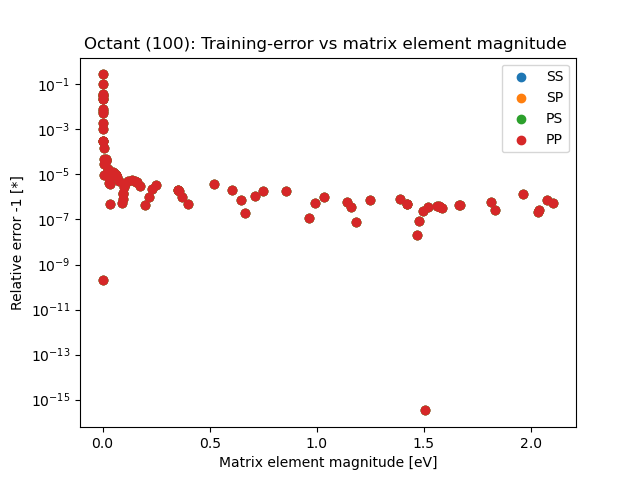 Octant (100): Training-error vs matrix element magnitude
SS
SP
PS
PP
10⁻¹
10⁻³
10⁻⁵
10⁻⁷
10⁻⁹
10⁻¹¹
10⁻¹³
10⁻¹⁵
Relative error -1 [*]
0.0 0.5 1.0 1.5 2.0
Matrix element magnitude [eV]